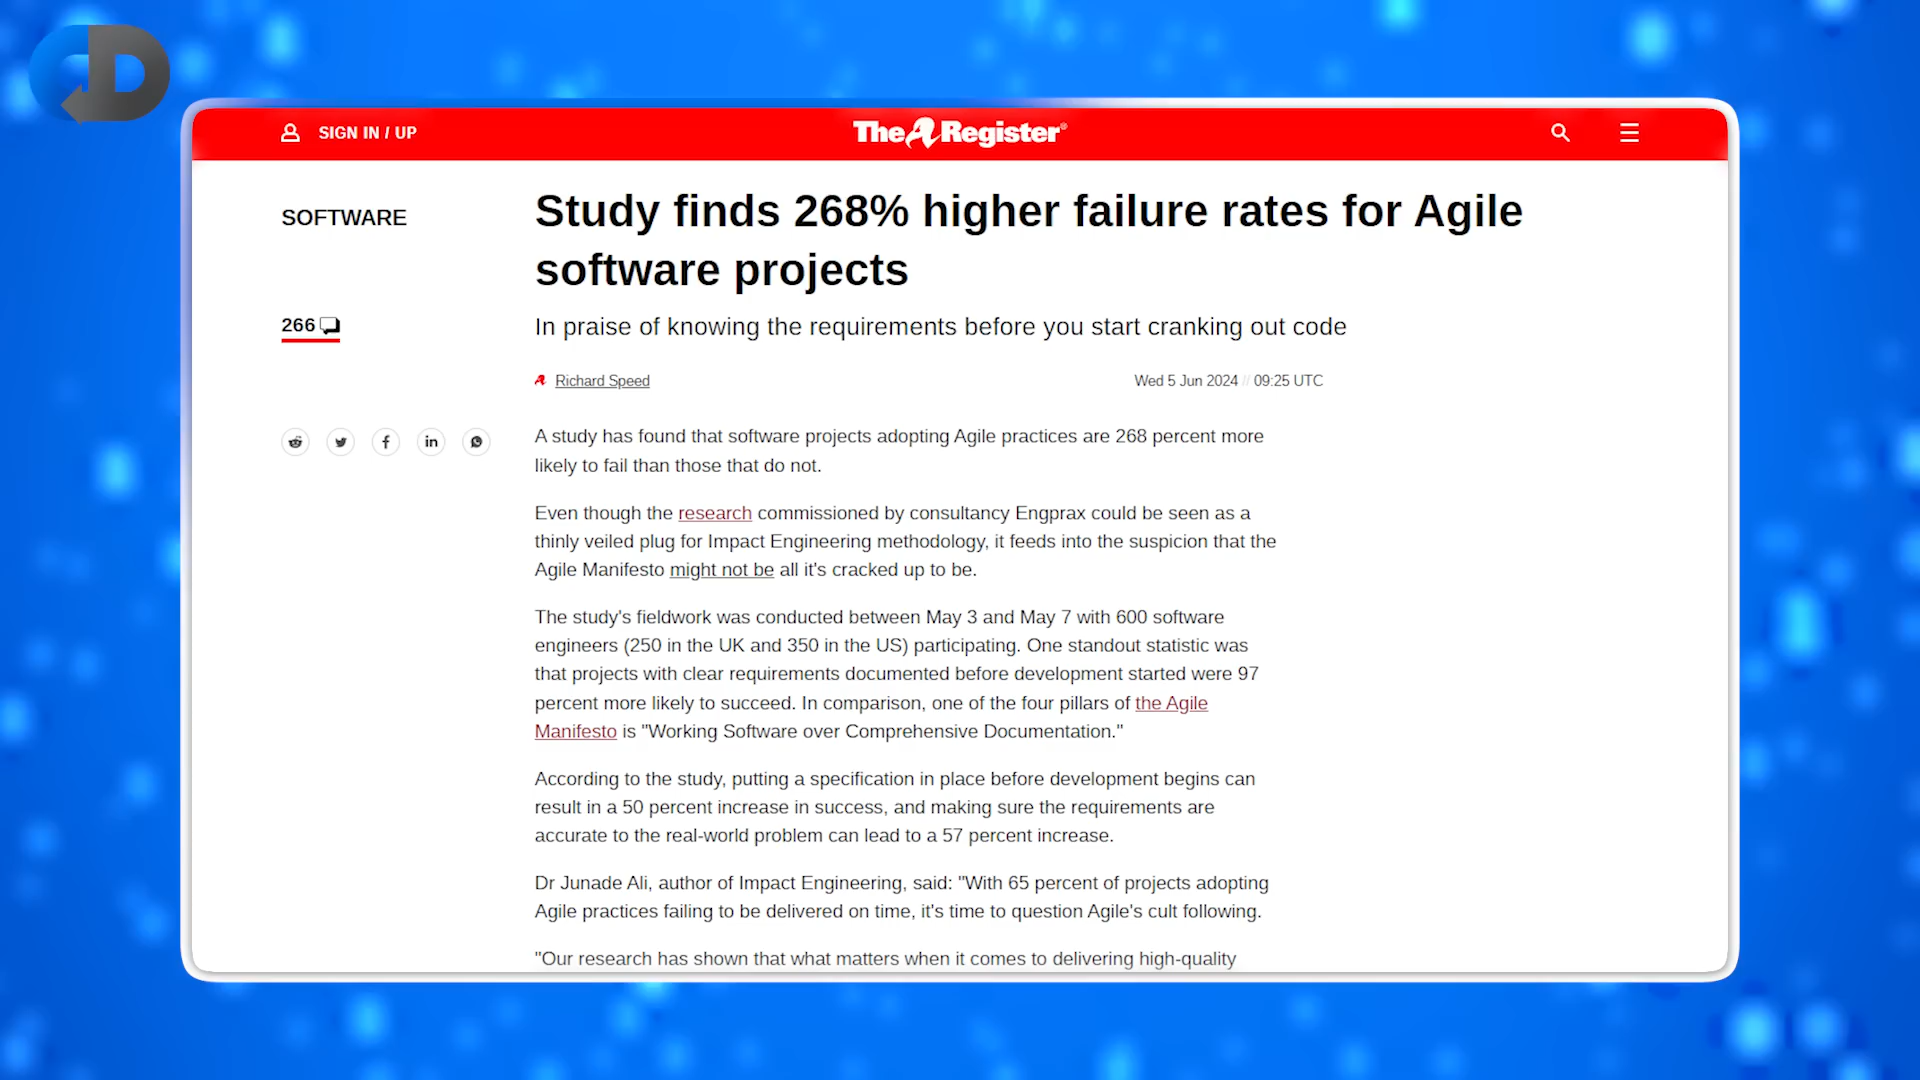 SIGN IN / UP
The Register®
SOFTWARE
Study finds 268% higher failure rates for Agile
software projects
266
In praise of knowing the requirements before you start cranking out code
Richard Speed
Wed 5 Jun 2024 // 09:25 UTC
A study has found that software projects adopting Agile practices are 268 percent more
likely to fail than those that do not.
Even though the research commissioned by consultancy Engprax could be seen as a
thinly veiled plug for Impact Engineering methodology, it feeds into the suspicion that the
Agile Manifesto might not be all it's cracked up to be.
The study's fieldwork was conducted between May 3 and May 7 with 600 software
engineers (250 in the UK and 350 in the US) participating. One standout statistic was
that projects with clear requirements documented before development started were 97
percent more likely to succeed. In comparison, one of the four pillars of the Agile
Manifesto is "Working Software over Comprehensive Documentation."
According to the study, putting a specification in place before development begins can
result in a 50 percent increase in success, and making sure the requirements are
accurate to the real-world problem can lead to a 57 percent increase.
Dr Junade Ali, author of Impact Engineering, said: "With 65 percent of projects adopting
Agile practices failing to be delivered on time, it's time to question Agile's cult following.
"Our research has shown that what matters when it comes to delivering high-quality